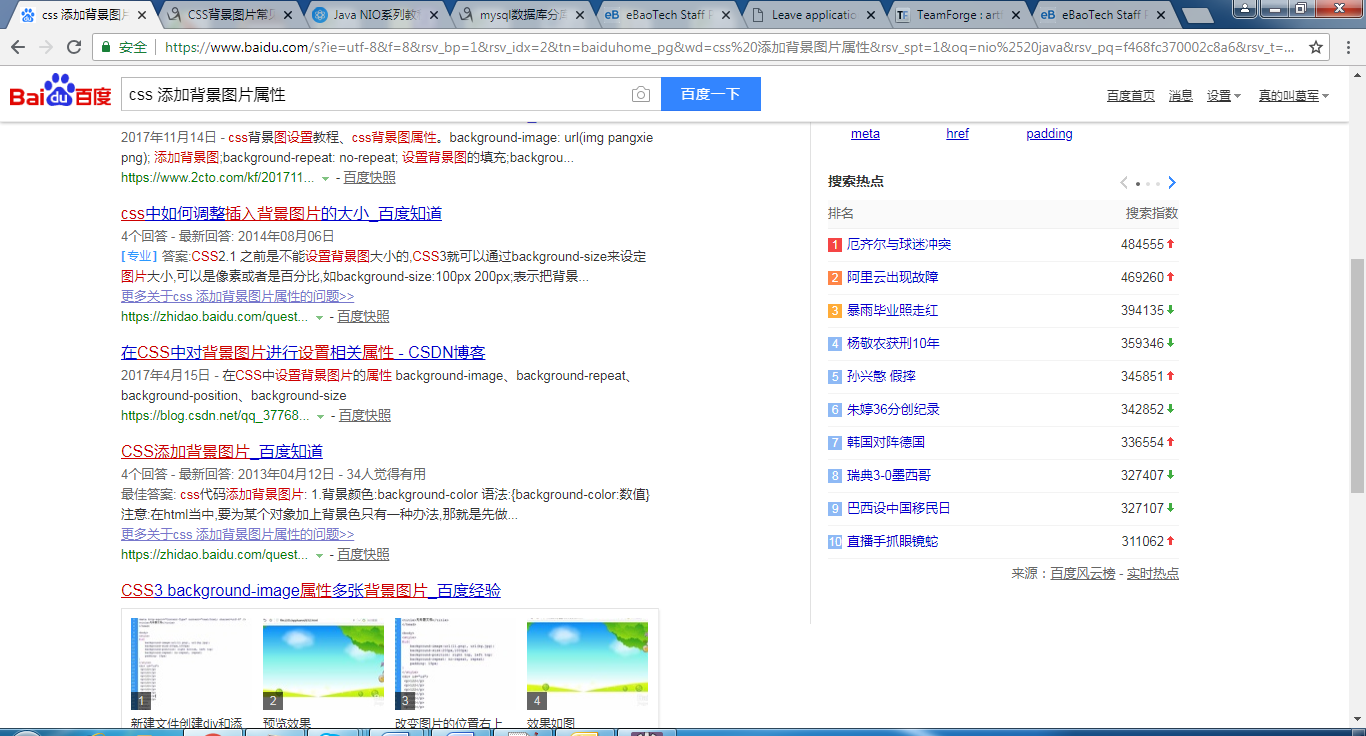 css 添加背景图片
CSS背景图片常见
Java NIO系列教程
mysql数据库分库
eBaoTech Staff P
Leave applicatio
TeamForge : art
eBaoTech Staff P
安全 https://www.baidu.com/s?ie=utf-8&f=8&rsv_bp=1&rsv_idx=2&tn=baiduhome_pg&wd=css%20添加背景图片属性&rsv_spt=1&oq=nio%2520java&rsv_pq=f468fc370002c8a6&rsv_t=...
Bai du 百度
css 添加背景图片属性
百度一下
百度首页 消息 设置 真的叫葛军
2017年11月14日 - css背景图设置教程、css背景图属性。background-image: url(img pangxie
png); 添加背景图;background-repeat: no-repeat; 设置背景图的填充;backgrou...
https://www.2cto.com/kf/201711... - 百度快照
css中如何调整插入背景图片的大小_百度知道
4个回答 - 最新回答: 2014年08月06日
[专业] 答案:CSS2.1 之前是不能设置背景图大小的,CSS3就可以通过background-size来设定
图片大小,可以是像素或者是百分比,如background-size:100px 200px;表示把背景...
更多关于css 添加背景图片属性的问题>>
https://zhidao.baidu.com/quest... - 百度快照
在CSS中对背景图片进行设置相关属性 - CSDN博客
2017年4月15日 - 在CSS中设置背景图片的属性 background-image、background-repeat、
background-position、background-size
https://blog.csdn.net/qq_37768... - 百度快照
CSS添加背景图片_百度知道
4个回答 - 最新回答: 2013年04月12日 - 34人觉得有用
最佳答案: css代码添加背景图片: 1.背景颜色:background-color 语法:{background-color:数值}
注意:在html当中,要为某个对象加上背景色只有一种办法,那就是先做...
更多关于css 添加背景图片属性的问题>>
https://zhidao.baidu.com/quest... - 百度快照
CSS3 background-image属性多张背景图片_百度经验
1 2 3 4
新建文件创建div和添 预览效果 改变图片的位置右上 效果如图
meta href padding
搜索热点
排名 搜索指数
1 厄齐尔与球迷冲突 484555
2 阿里云出现故障 469260
3 暴雨毕业照走红 394135
4 杨敬农获刑10年 359346
5 孙兴慜 假摔 345851
6 朱婷36分创纪录 342852
7 韩国对阵德国 336554
8 瑞典3-0墨西哥 327407
9 巴西设中国移民日 327107
10 直播手抓眼镜蛇 311062
来源：百度风云榜 - 实时热点